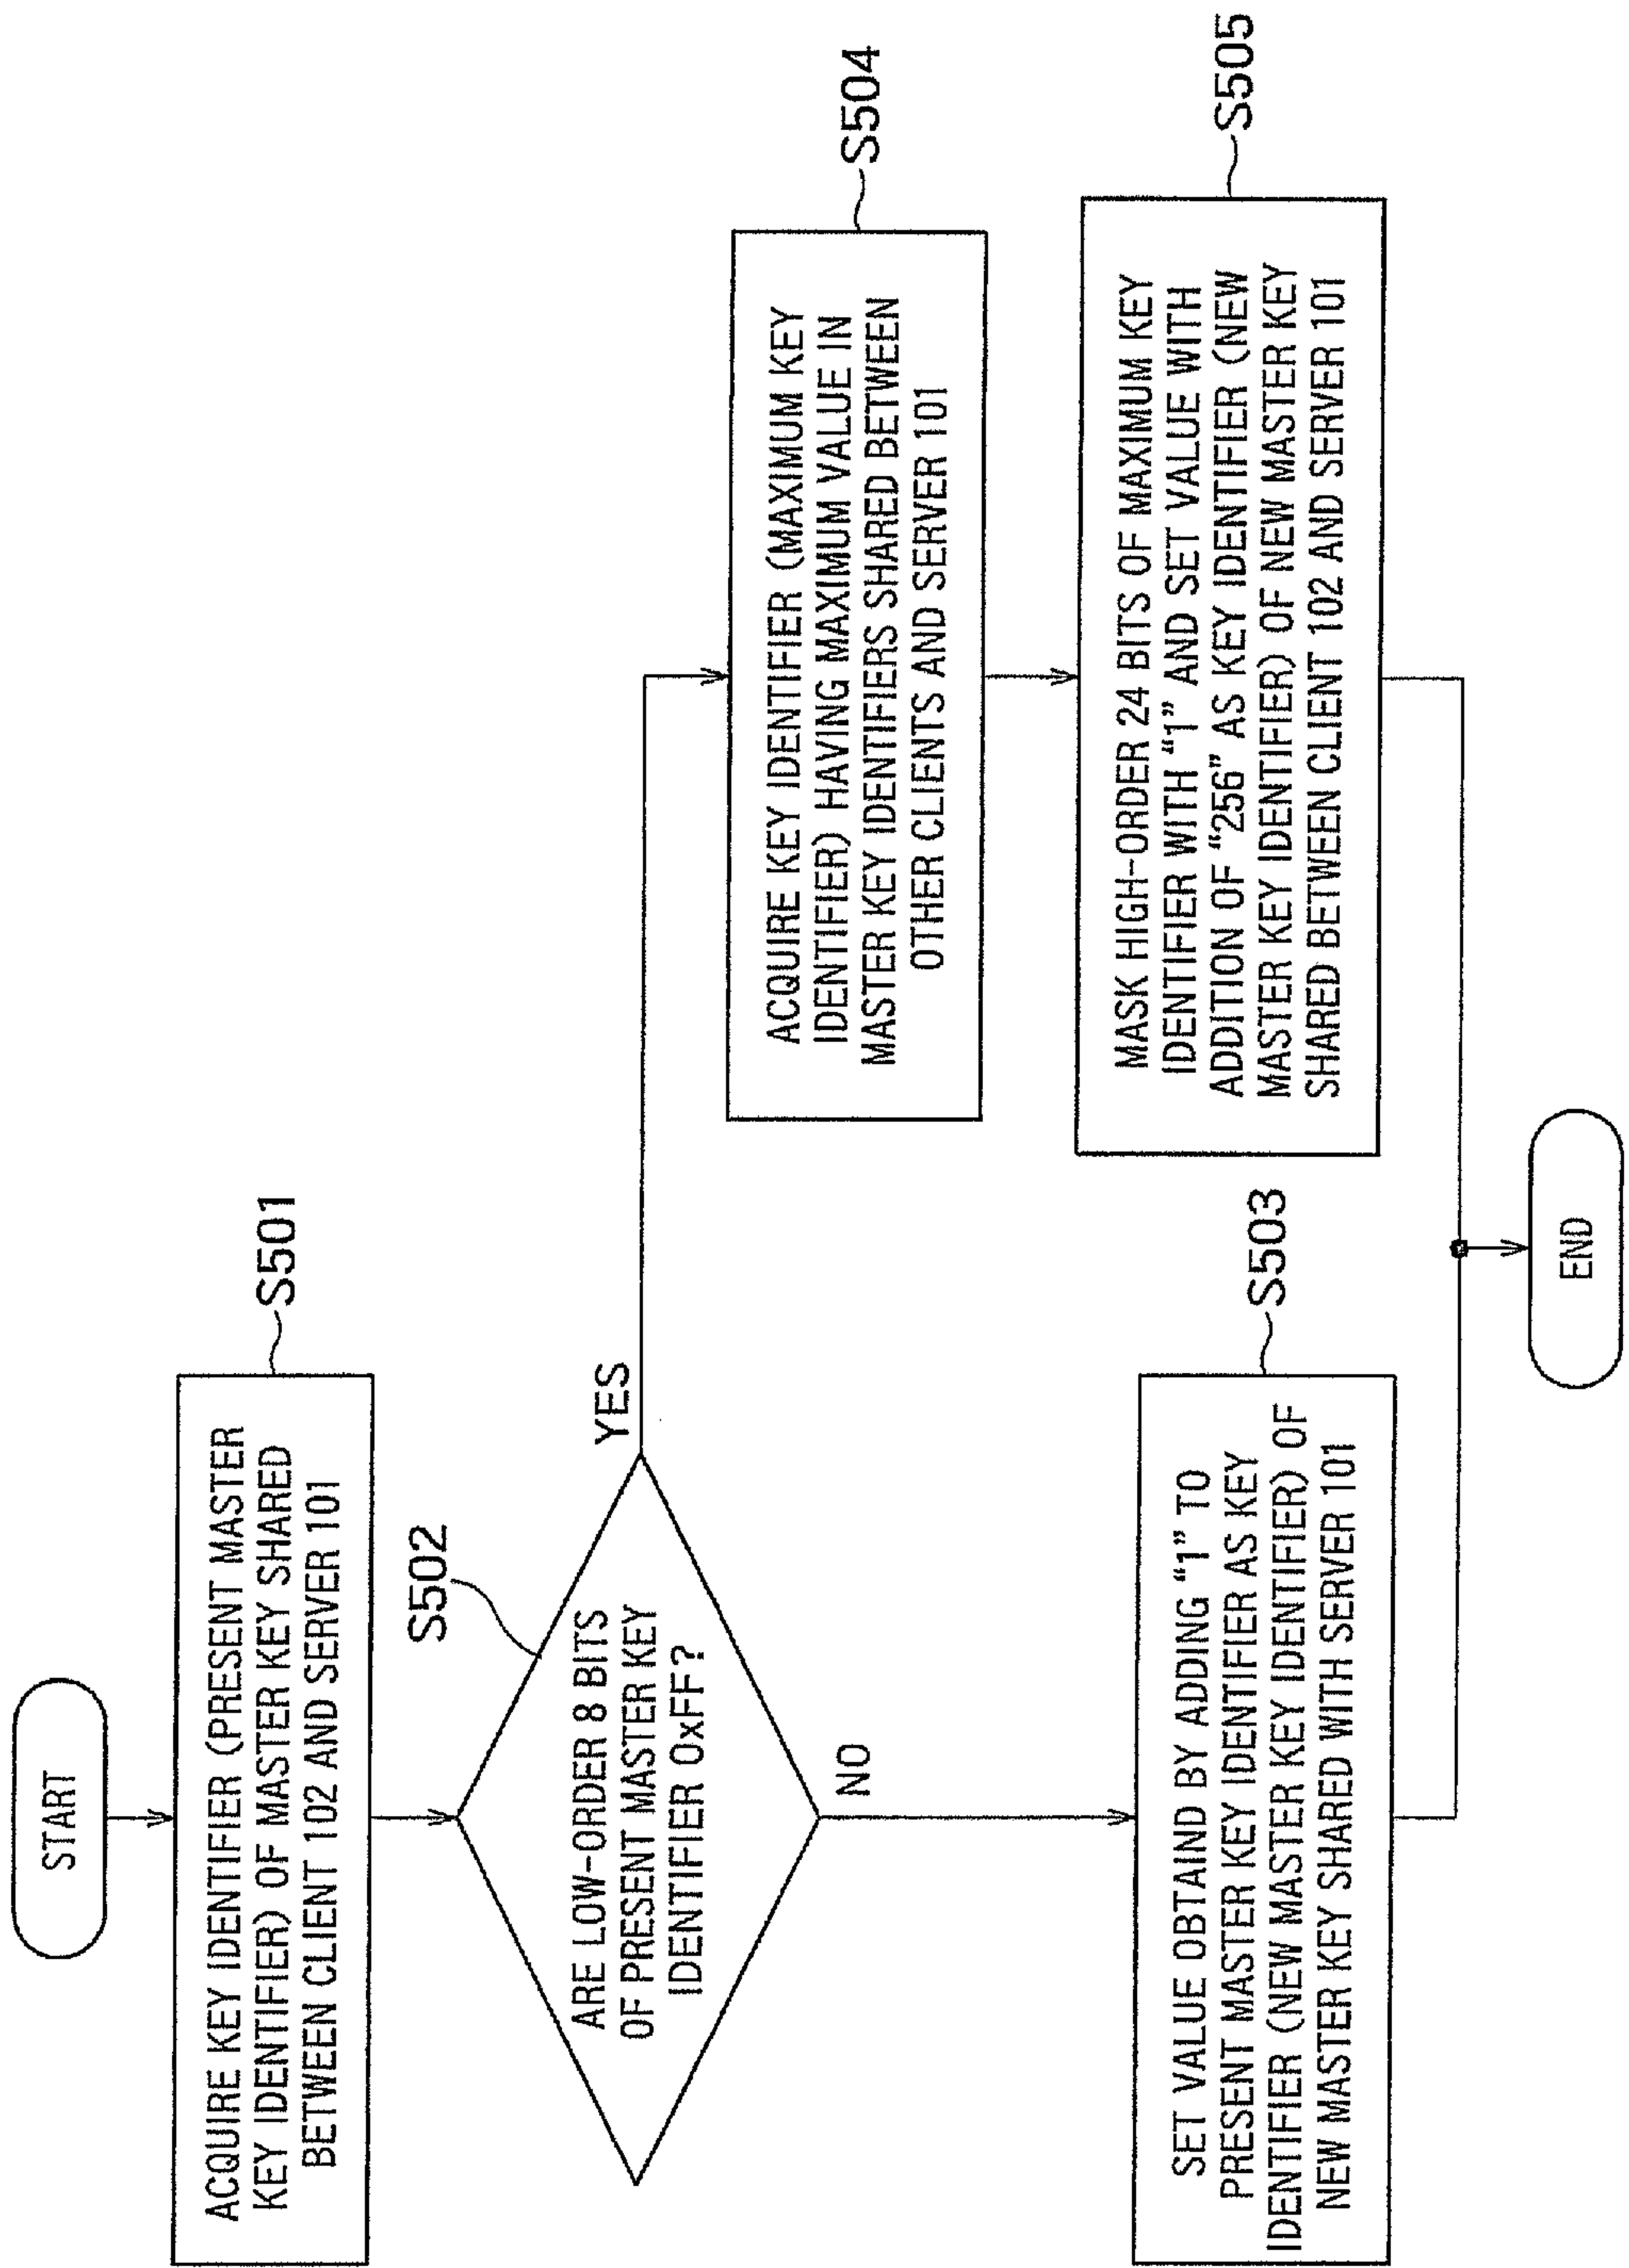 START
ACQUIRE KEY IDENTIFIER (PRESENT MASTER
KEY IDENTIFIER) OF MASTER KEY SHARED
BETWEEN CLIENT 102 AND SERVER 101
S501
ARE LOW-ORDER 8 BITS
OF PRESENT MASTER KEY
IDENTIFIER 0xFF?
S502
YES
NO
ACQUIRE KEY IDENTIFIER (MAXIMUM KEY
IDENTIFIER) HAVING MAXIMUM VALUE IN
MASTER KEY IDENTIFIERS SHARED BETWEEN
OTHER CLIENTS AND SERVER 101
S504
SET VALUE OBTAIND BY ADDING "1" TO
PRESENT MASTER KEY IDENTIFIER AS KEY
IDENTIFIER (NEW MASTER KEY IDENTIFIER) OF
NEW MASTER KEY SHARED WITH SERVER 101
S503
MASK HIGH-ORDER 24 BITS OF MAXIMUM KEY
IDENTIFIER WITH "1" AND SET VALUE WITH
ADDITION OF "256" AS KEY IDENTIFIER (NEW
MASTER KEY IDENTIFIER) OF NEW MASTER KEY
SHARED BETWEEN CLIENT 102 AND SERVER 101
S505
END